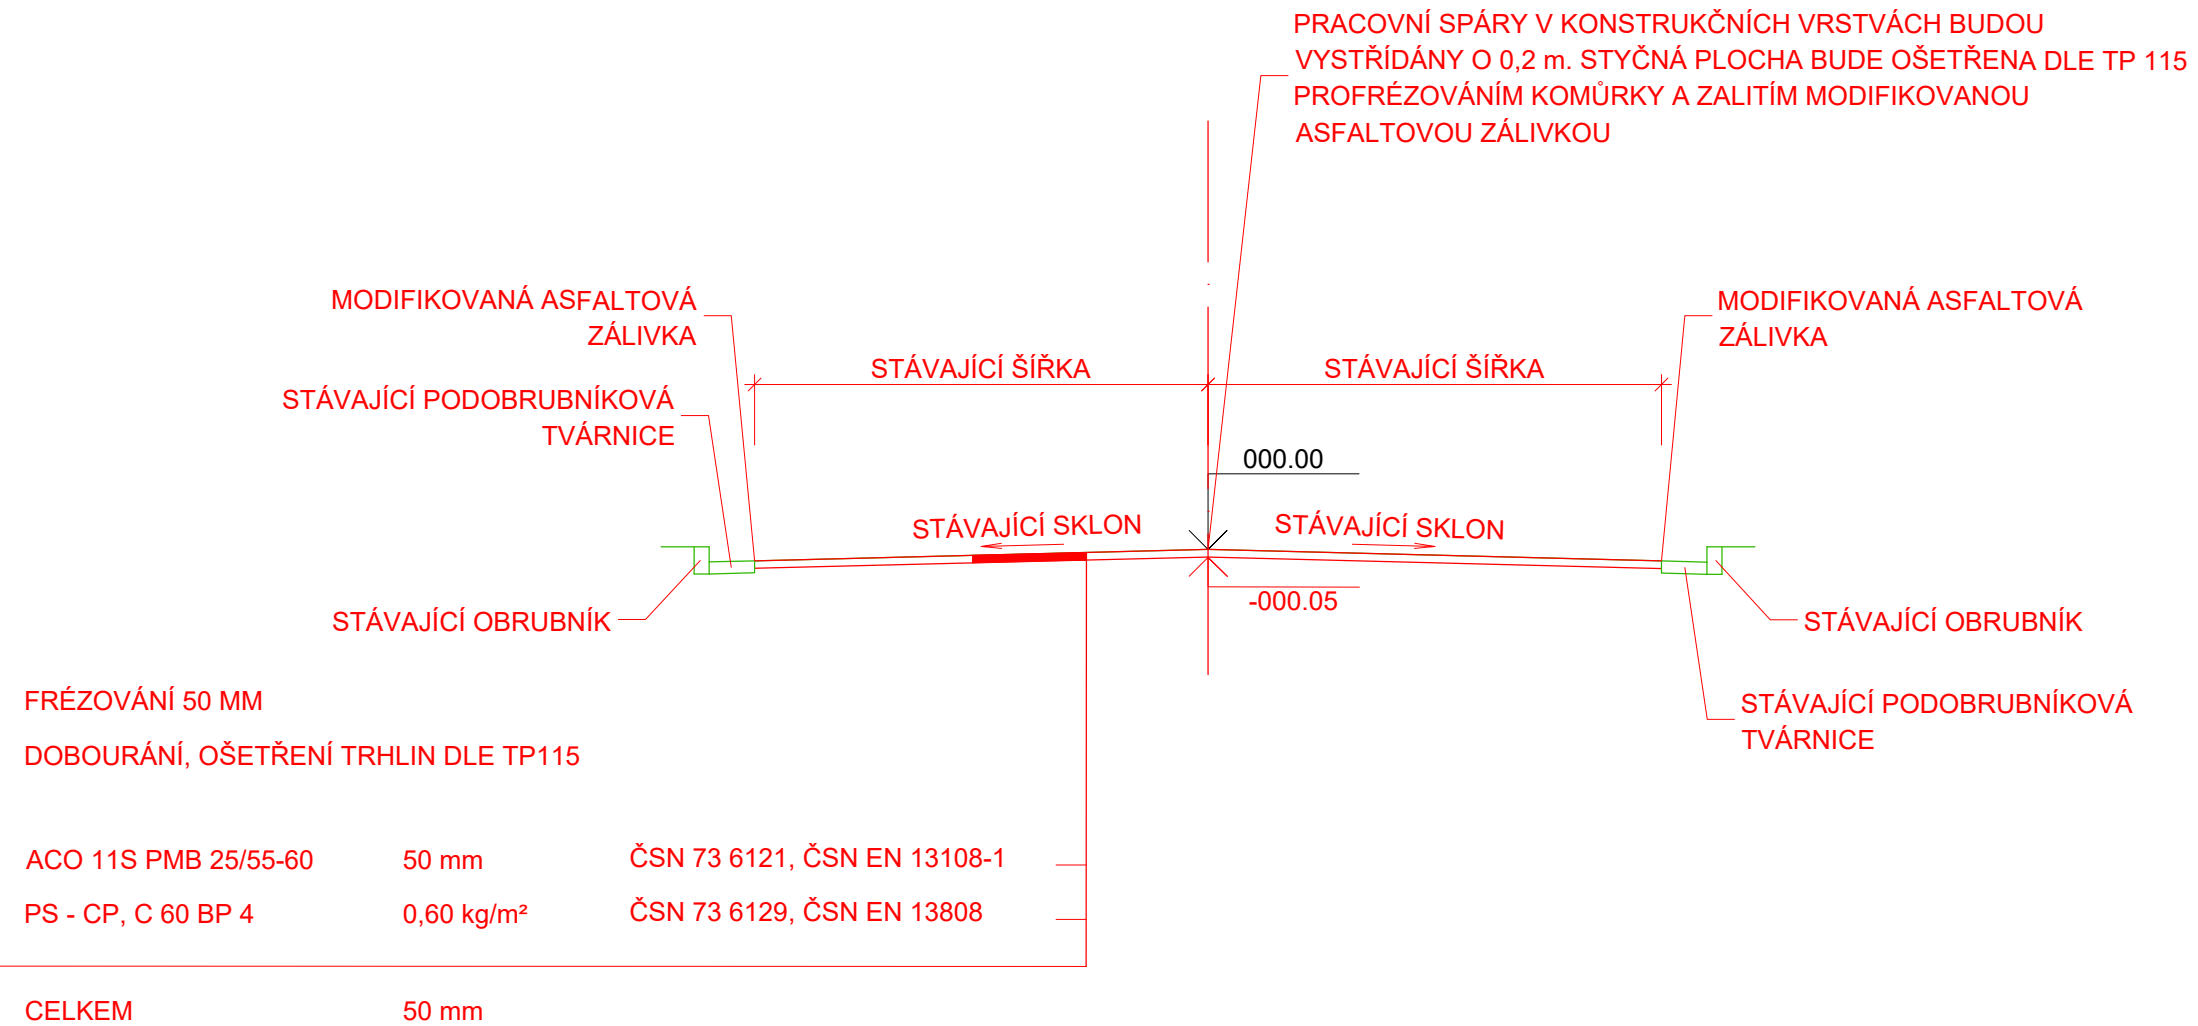 PRACOVNÍ SPÁRY V KONSTRUKČNÍCH VRSTVÁCH BUDOU
VYSTŘÍDÁNY O 0,2 m. STYČNÁ PLOCHA BUDE OŠETŘENA DLE TP 115
PROFRÉZOVÁNÍM KOMŮRKY A ZALITÍM MODIFIKOVANOU
ASFALTOVOU ZÁLIVKOU
MODIFIKOVANÁ ASFALTOVÁ
ZÁLIVKA
MODIFIKOVANÁ ASFALTOVÁ
ZÁLIVKA
STÁVAJÍCÍ ŠÍŘKA
STÁVAJÍCÍ ŠÍŘKA
STÁVAJÍCÍ PODOBRUBNÍKOVÁ
TVÁRNICE
000.00
STÁVAJÍCÍ SKLON
STÁVAJÍCÍ SKLON
-000.05
STÁVAJÍCÍ OBRUBNÍK
STÁVAJÍCÍ OBRUBNÍK
STÁVAJÍCÍ PODOBRUBNÍKOVÁ
TVÁRNICE
FRÉZOVÁNÍ 50 MM
DOBOURÁNÍ, OŠETŘENÍ TRHLIN DLE TP115
ACO 11S PMB 25/55-60 50 mm ČSN 73 6121, ČSN EN 13108-1
PS - CP, C 60 BP 4 0,60 kg/m² ČSN 73 6129, ČSN EN 13808
CELKEM 50 mm